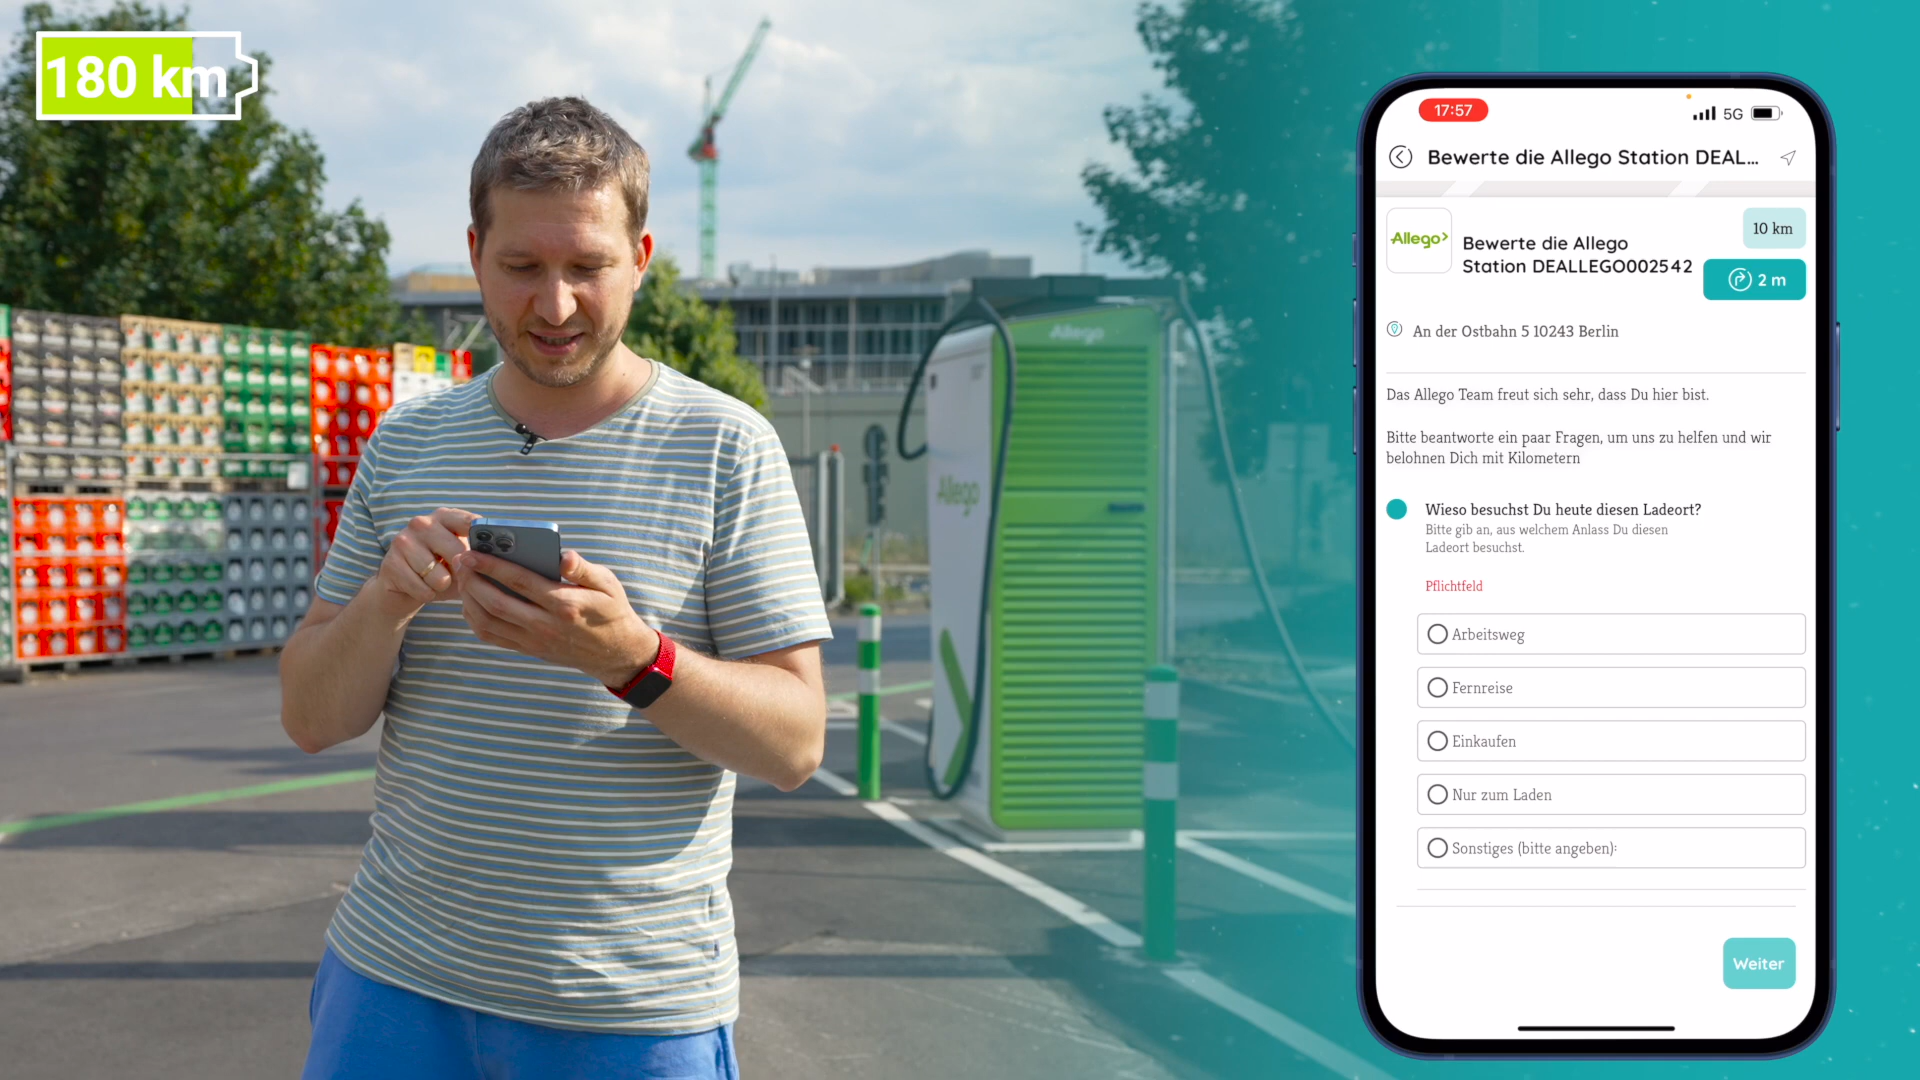 180 km
Allego
Allego
17:57
5G
Bewerte die Allego Station DEAL...
Allego>
Bewerte die Allego
Station DEALLEGO002542
10 km
2 m
An der Ostbahn 5 10243 Berlin
Das Allego Team freut sich sehr, dass Du hier bist.
Bitte beantworte ein paar Fragen, um uns zu helfen und wir
belohnen Dich mit Kilometern
Wieso besuchst Du heute diesen Ladeort?
Bitte gib an, aus welchem Anlass Du diesen
Ladeort besuchst.
Pflichtfeld
Arbeitsweg
Fernreise
Einkaufen
Nur zum Laden
Sonstiges (bitte angeben):
Weiter